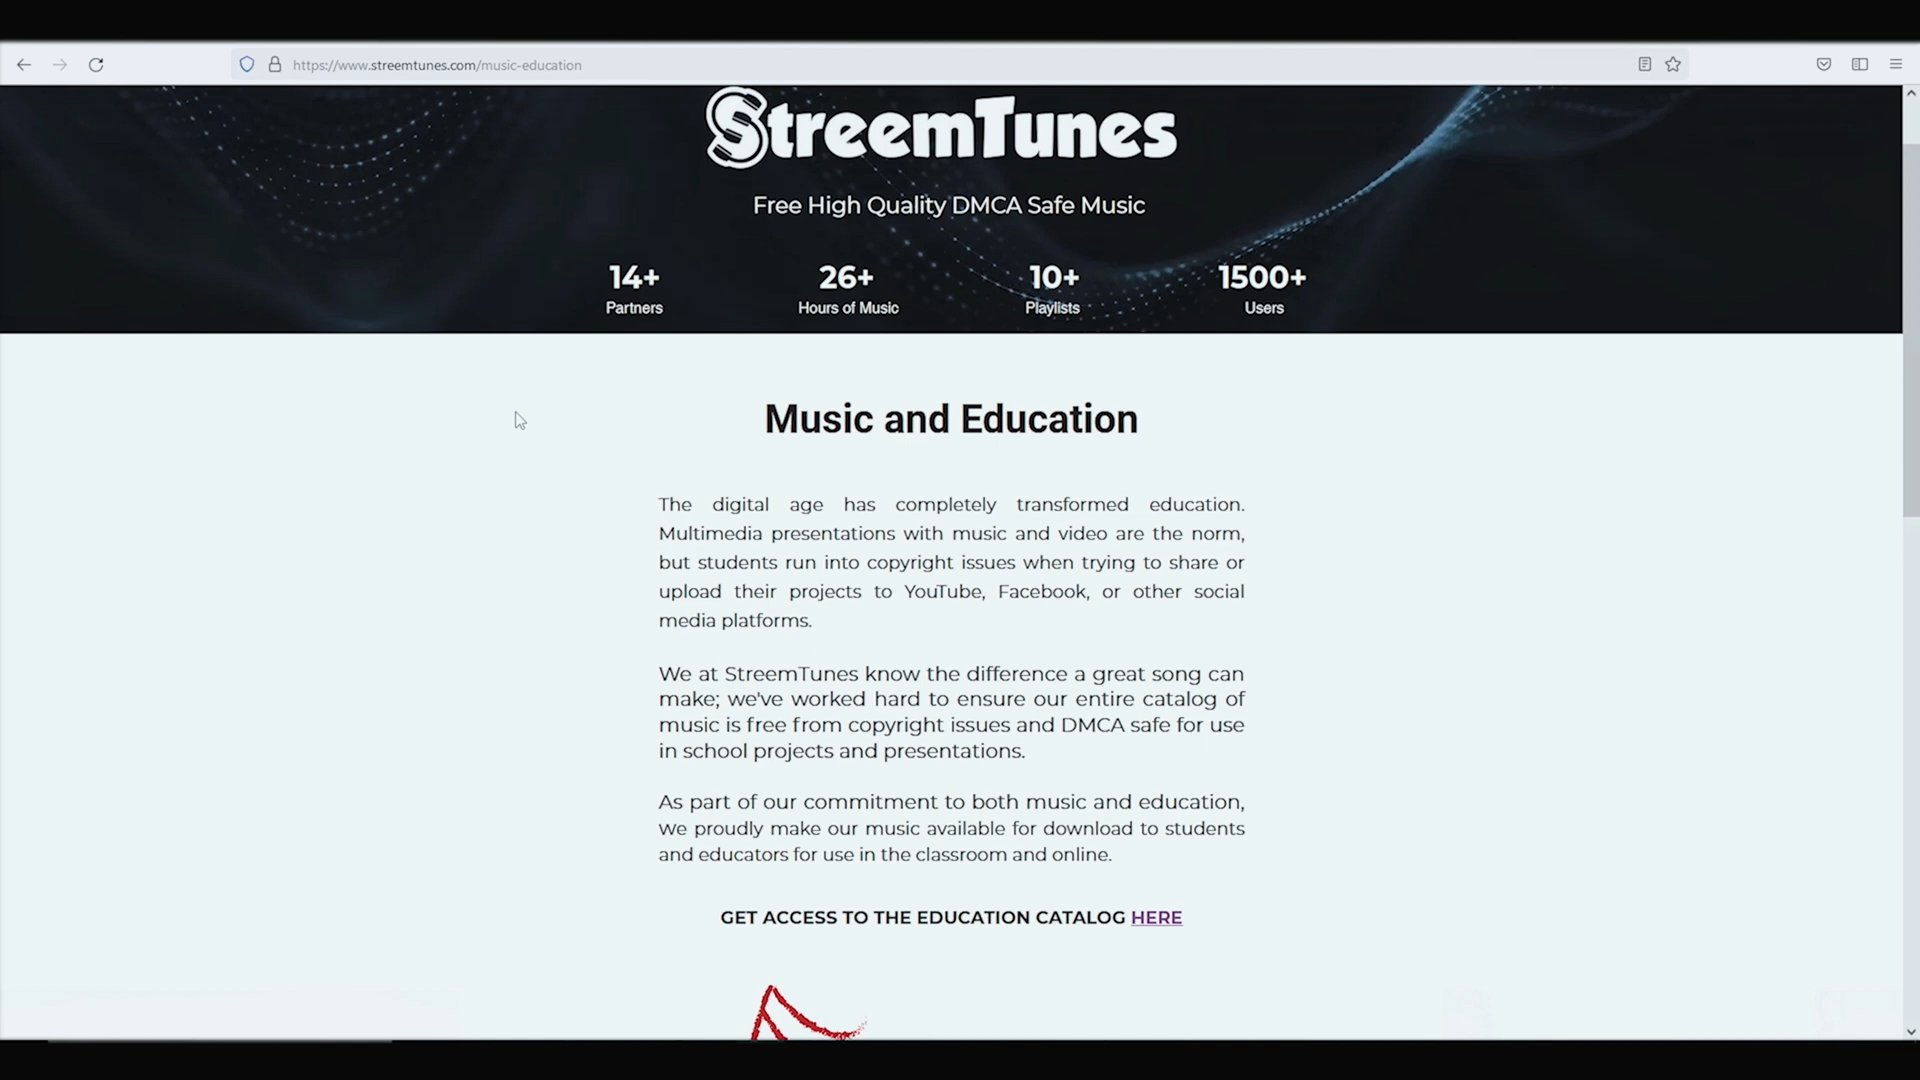 https://www.streemtunes.com/music-education
StreemTunes
Free High Quality DMCA Safe Music
14+ 26+ 10+ 1500+
Partners Hours of Music Playlists Users
Music and Education
The digital age has completely transformed education.
Multimedia presentations with music and video are the norm,
but students run into copyright issues when trying to share or
upload their projects to YouTube, Facebook, or other social
media platforms.
We at StreemTunes know the difference a great song can
make; we've worked hard to ensure our entire catalog of
music is free from copyright issues and DMCA safe for use
in school projects and presentations.
As part of our commitment to both music and education,
we proudly make our music available for download to students
and educators for use in the classroom and online.
GET ACCESS TO THE EDUCATION CATALOG HERE